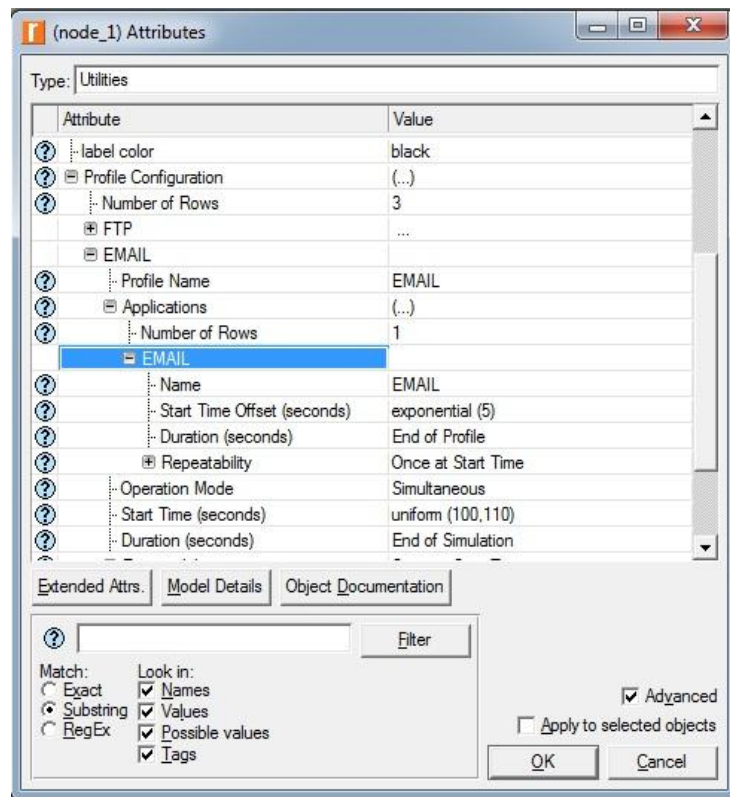 (node_1) Attributes
Type: Utilities
Attribute Value
label color black
Profile Configuration (...)
Number of Rows 3
FTP ...
EMAIL
Profile Name EMAIL
Applications (...)
Number of Rows 1
EMAIL
Name EMAIL
Start Time Offset (seconds) exponential (5)
Duration (seconds) End of Profile
Repeatability Once at Start Time
Operation Mode Simultaneous
Start Time (seconds) uniform (100,110)
Duration (seconds) End of Simulation
Extended Attrs. Model Details Object Documentation
Filter
Match: Look in:
Exact Names
Substring Values
RegEx Possible values
Tags
Advanced
Apply to selected objects
OK Cancel